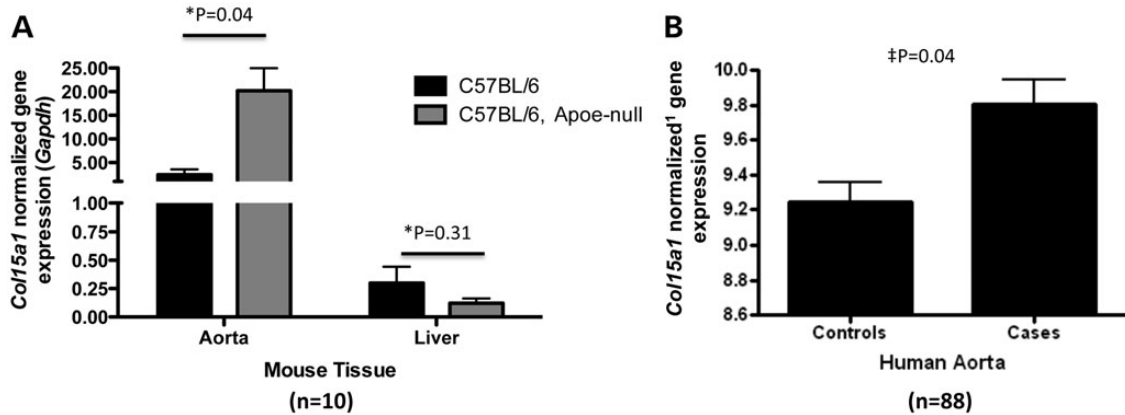 A
*P=0.04
Col15a1 normalized gene
expression (Gapdh)
25.00
20.00
15.00
10.00
5.00
1.00
0.75
0.50
0.25
0.00
C57BL/6
C57BL/6, Apoe-null
*P=0.31
Aorta
Liver
Mouse Tissue
(n=10)
B
‡P=0.04
Col15a1 normalized¹ gene
expression
10.0
9.8
9.6
9.4
9.2
9.0
8.8
8.6
Controls
Cases
Human Aorta
(n=88)